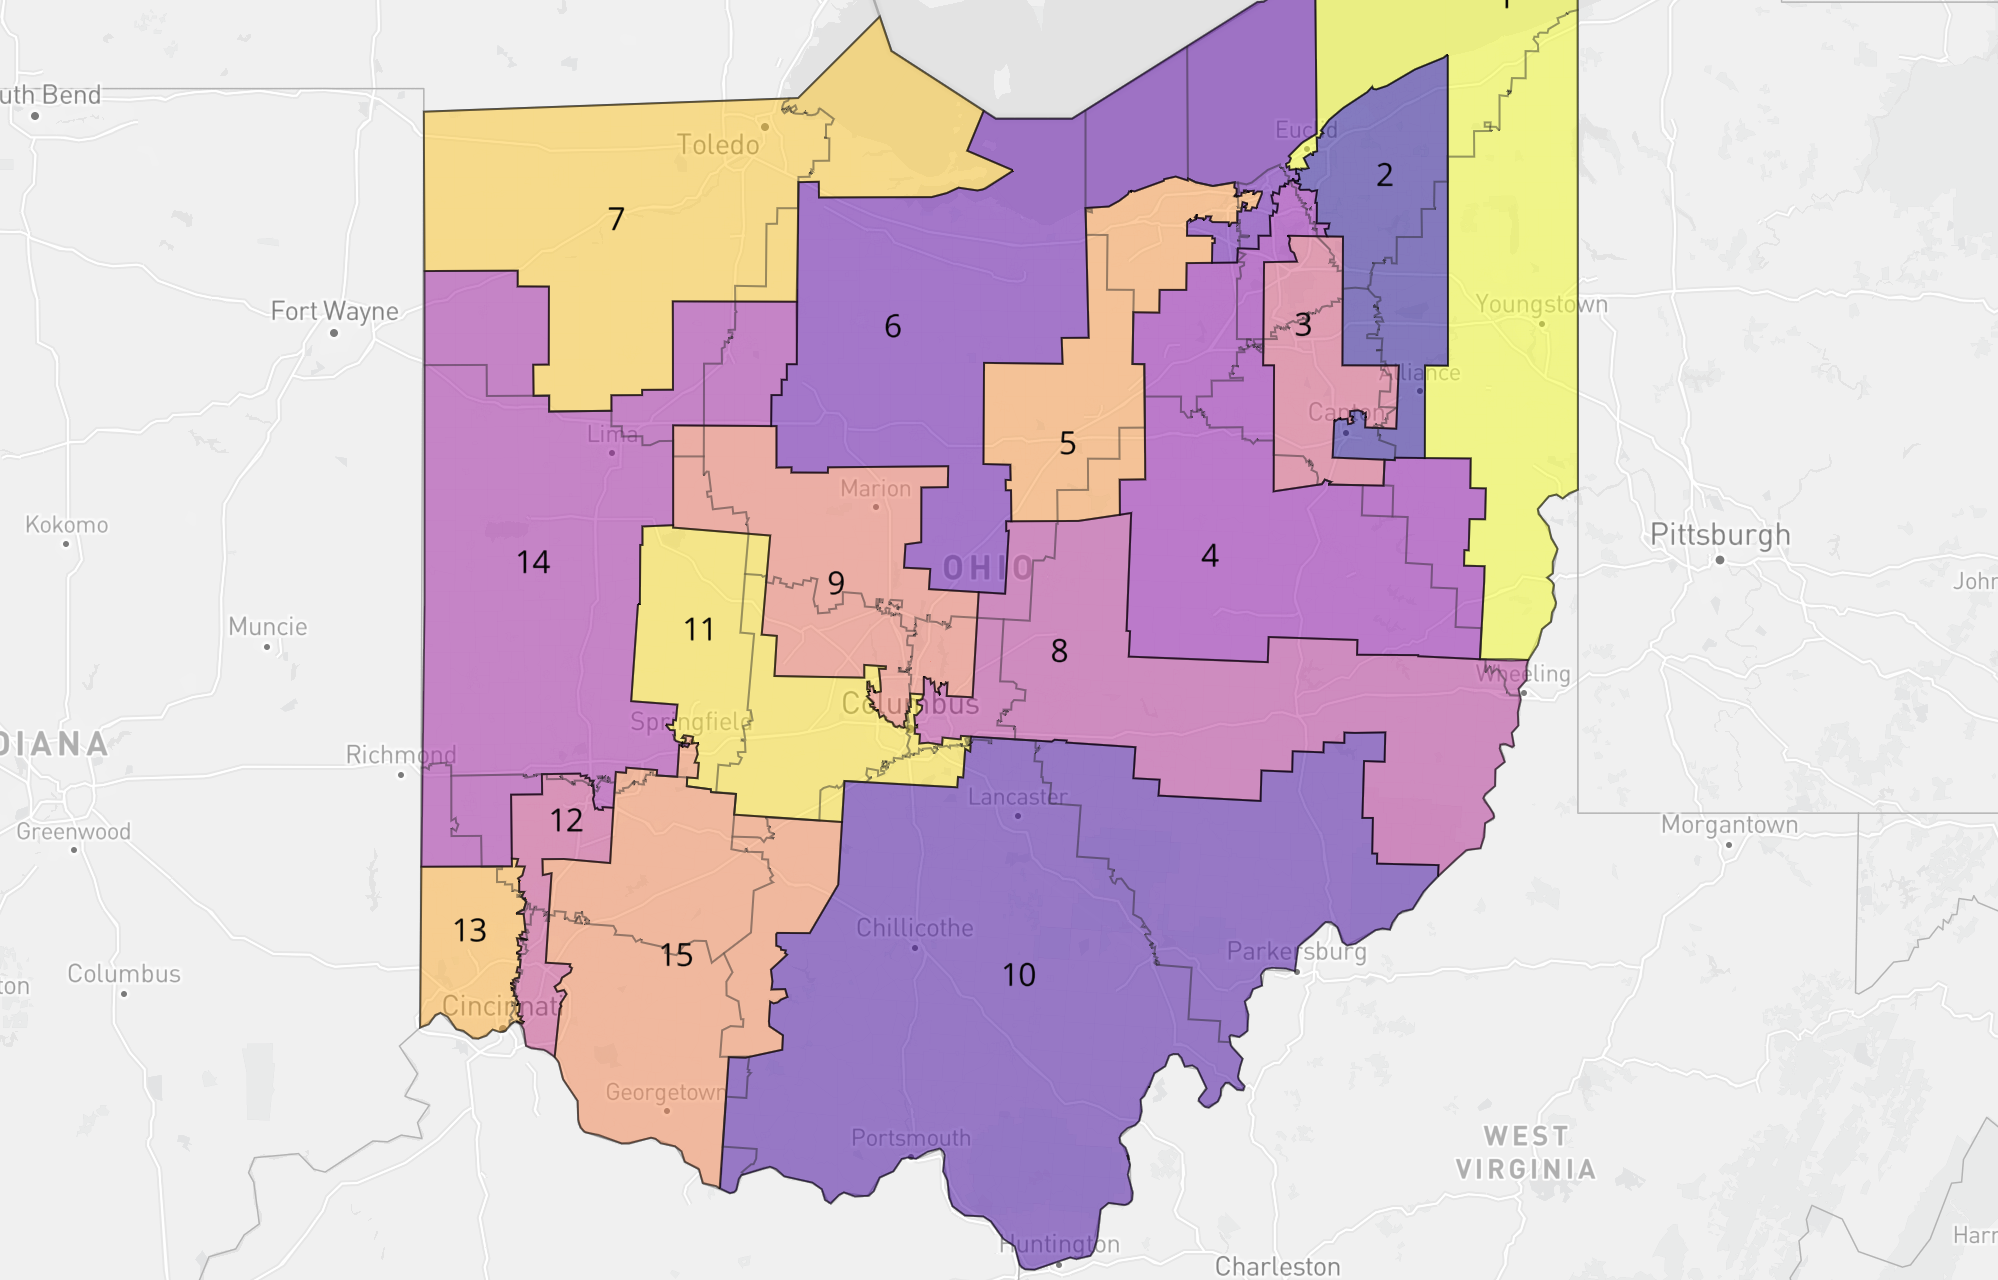 uth Bend
Toledo
Euclid
2
7
Fort Wayne
Youngstown
6
3
Alliance
Canton
Lima
5
Marion
Kokomo
Pittsburgh
14
4
OHIO
9
John
Muncie
11
8
Wheeling
Columbus
Springfield
DIANA
Richmond
Lancaster
12
Greenwood
Morgantown
13
Chillicothe
15
Parkersburg
Columbus
10
ton
Cincinnati
Georgetown
Portsmouth
WEST
VIRGINIA
Huntington
Harr
Charleston